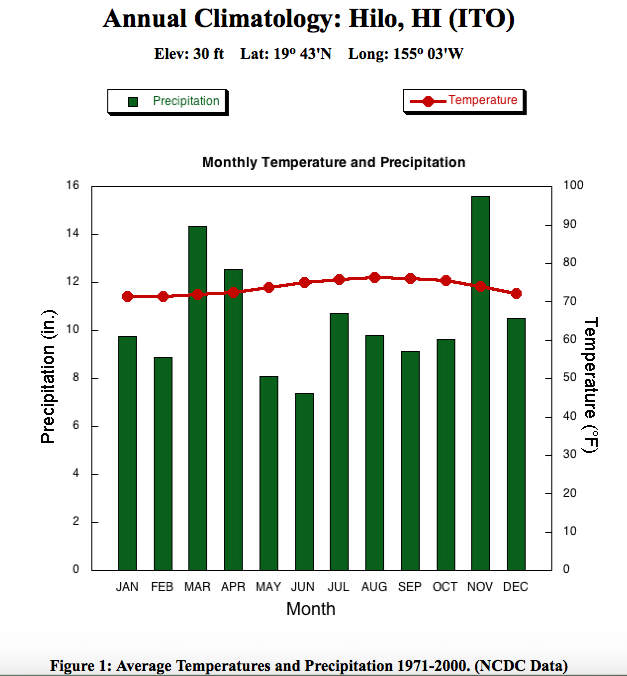 Annual Climatology: Hilo, HI (ITO)
Elev: 30 ft Lat: 19º 43'N Long: 155º 03'W
Precipitation
Temperature
Monthly Temperature and Precipitation
16
14
12
10
8
6
4
2
0
Precipitation (in.)
100
90
80
70
60
50
40
30
20
10
0
Temperature (°F)
JAN FEB MAR APR MAY JUN JUL AUG SEP OCT NOV DEC
Month
Figure 1: Average Temperatures and Precipitation 1971-2000. (NCDC Data)